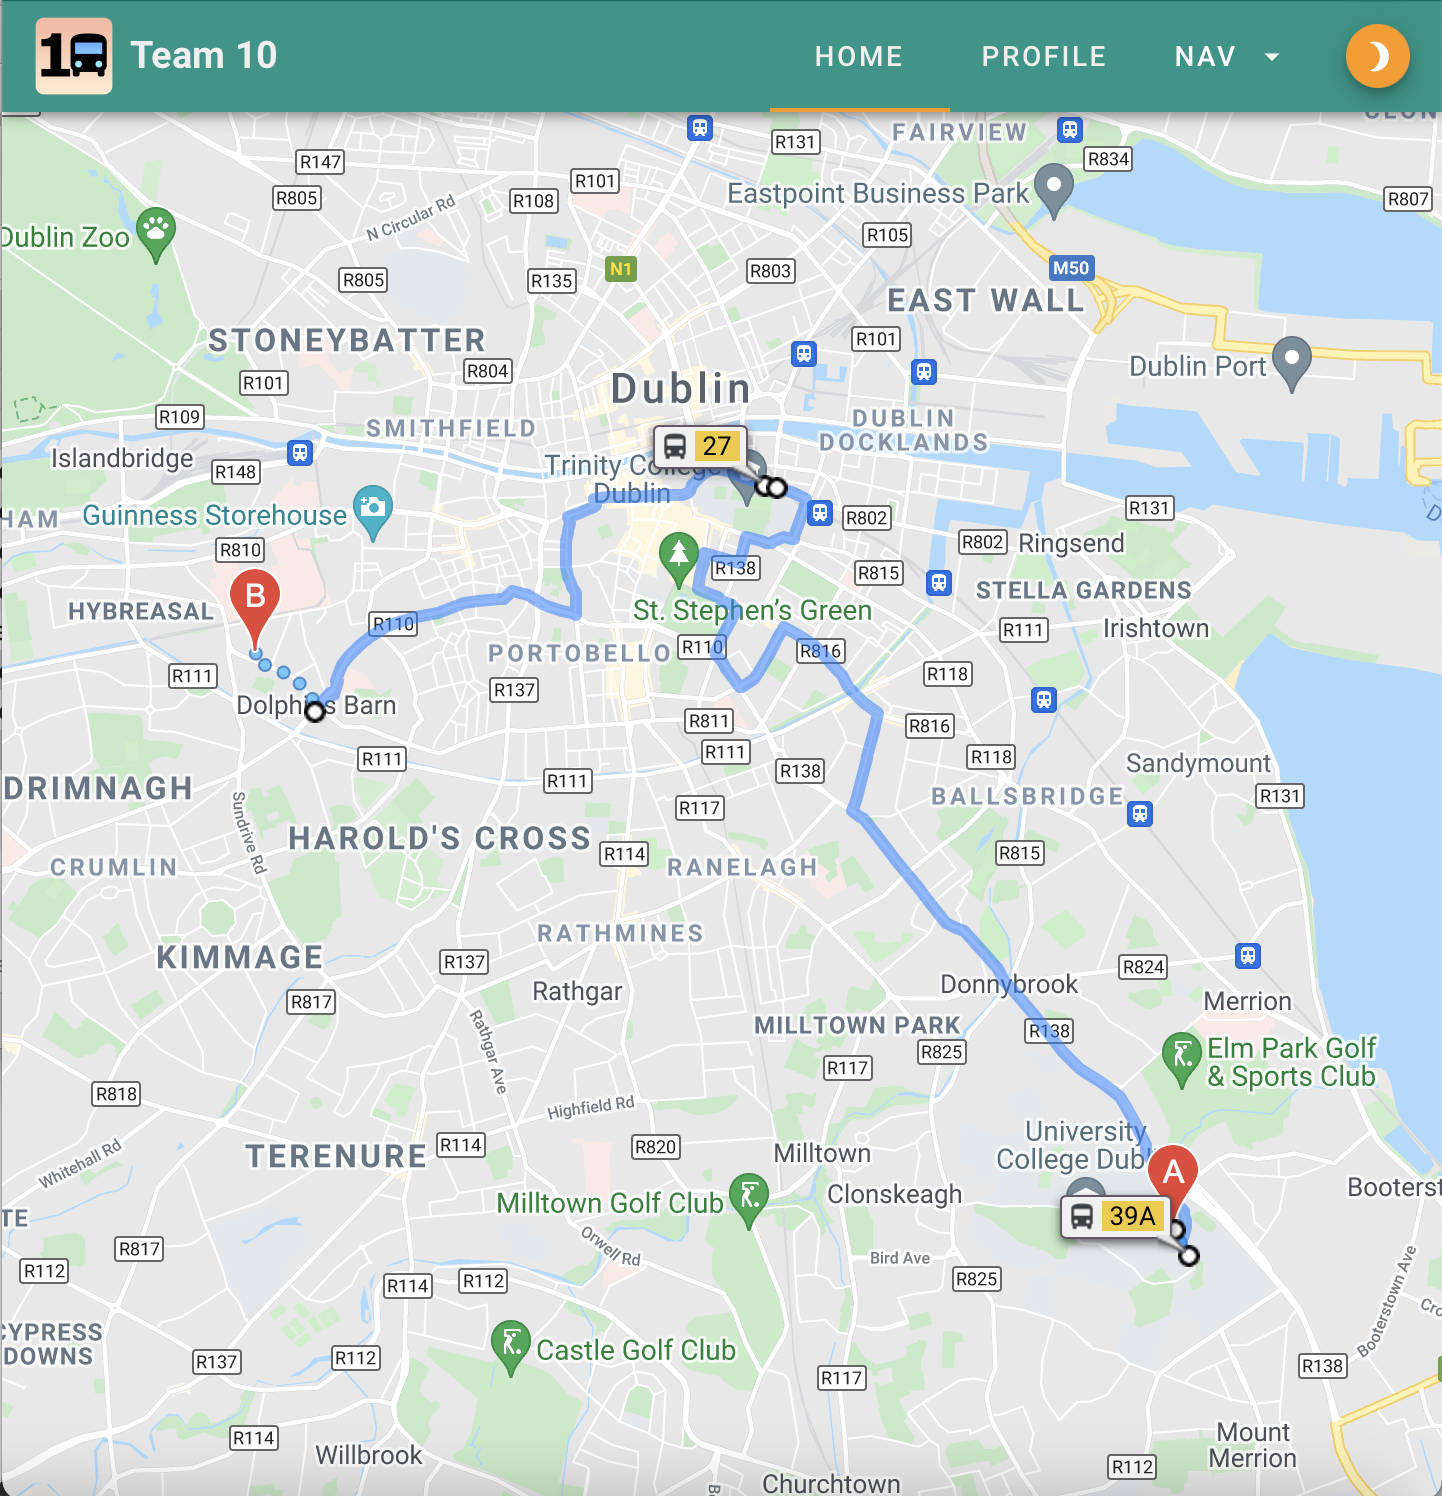 10 Team 10
HOME
PROFILE
NAV
FAIRVIEW
R131
R834
R147
R805
R101
R108
N Circular Rd
Eastpoint Business Park
R807
Dublin Zoo
R105
R805
R135
N1
R803
M50
EAST WALL
STONEYBATTER
R101
R804
R101
Dublin
Dublin Port
R109
SMITHFIELD
DUBLIN
DOCKLANDS
27
Islandbridge
R148
Trinity College
Dublin
HAM
Guinness Storehouse
R802
R131
R810
R802
Ringsend
R138
R815
STELLA GARDENS
B
HYBREASAL
St. Stephen's Green
R110
R111
Irishtown
PORTOBELLO
R110
R816
R111
R118
R137
Dolphins Barn
R811
R816
R111
R111
R118
R138
Sandymount
R111
DRIMNAGH
R117
BALLSBRIDGE
R131
Sundrive Rd
HAROLD'S CROSS
R114
R815
CRUMLIN
RANELAGH
RATHMINES
KIMMAGE
R137
R824
Donnybrook
R817
Rathgar
Merrion
MILLTOWN PARK
R138
Rathgar Ave
R825
Elm Park Golf
& Sports Club
R117
R818
Highfield Rd
University
College Dub
TERENURE
R114
R820
Milltown
Whitehall Rd
A
Clonskeagh
Booterst
Milltown Golf Club
TE
39A
R817
Orwell Rd
Bird Ave
R112
R114
R112
R825
Booterstown Ave
CYPRESS
DOWNS
R137
R112
Castle Golf Club
R138
R117
R114
Willbrook
Mount
Merrion
R112
Churchtown